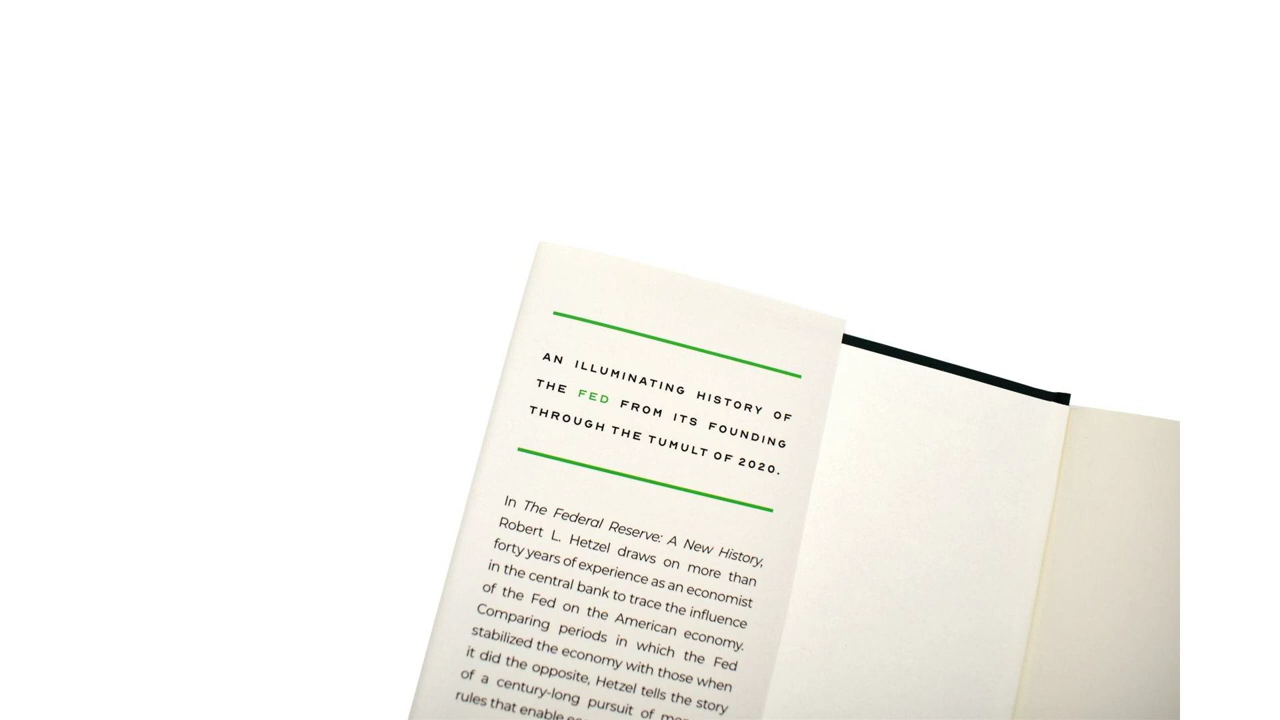 AN ILLUMINATING HISTORY OF
THE FED FROM ITS FOUNDING
THROUGH THE TUMULT OF 2020.
In The Federal Reserve: A New History,
Robert L. Hetzel draws on more than
forty years of experience as an economist
in the central bank to trace the influence
of the Fed on the American economy.
Comparing periods in which the Fed
stabilized the economy with those when
it did the opposite, Hetzel tells the story
of a century-long pursuit of
rules that enable